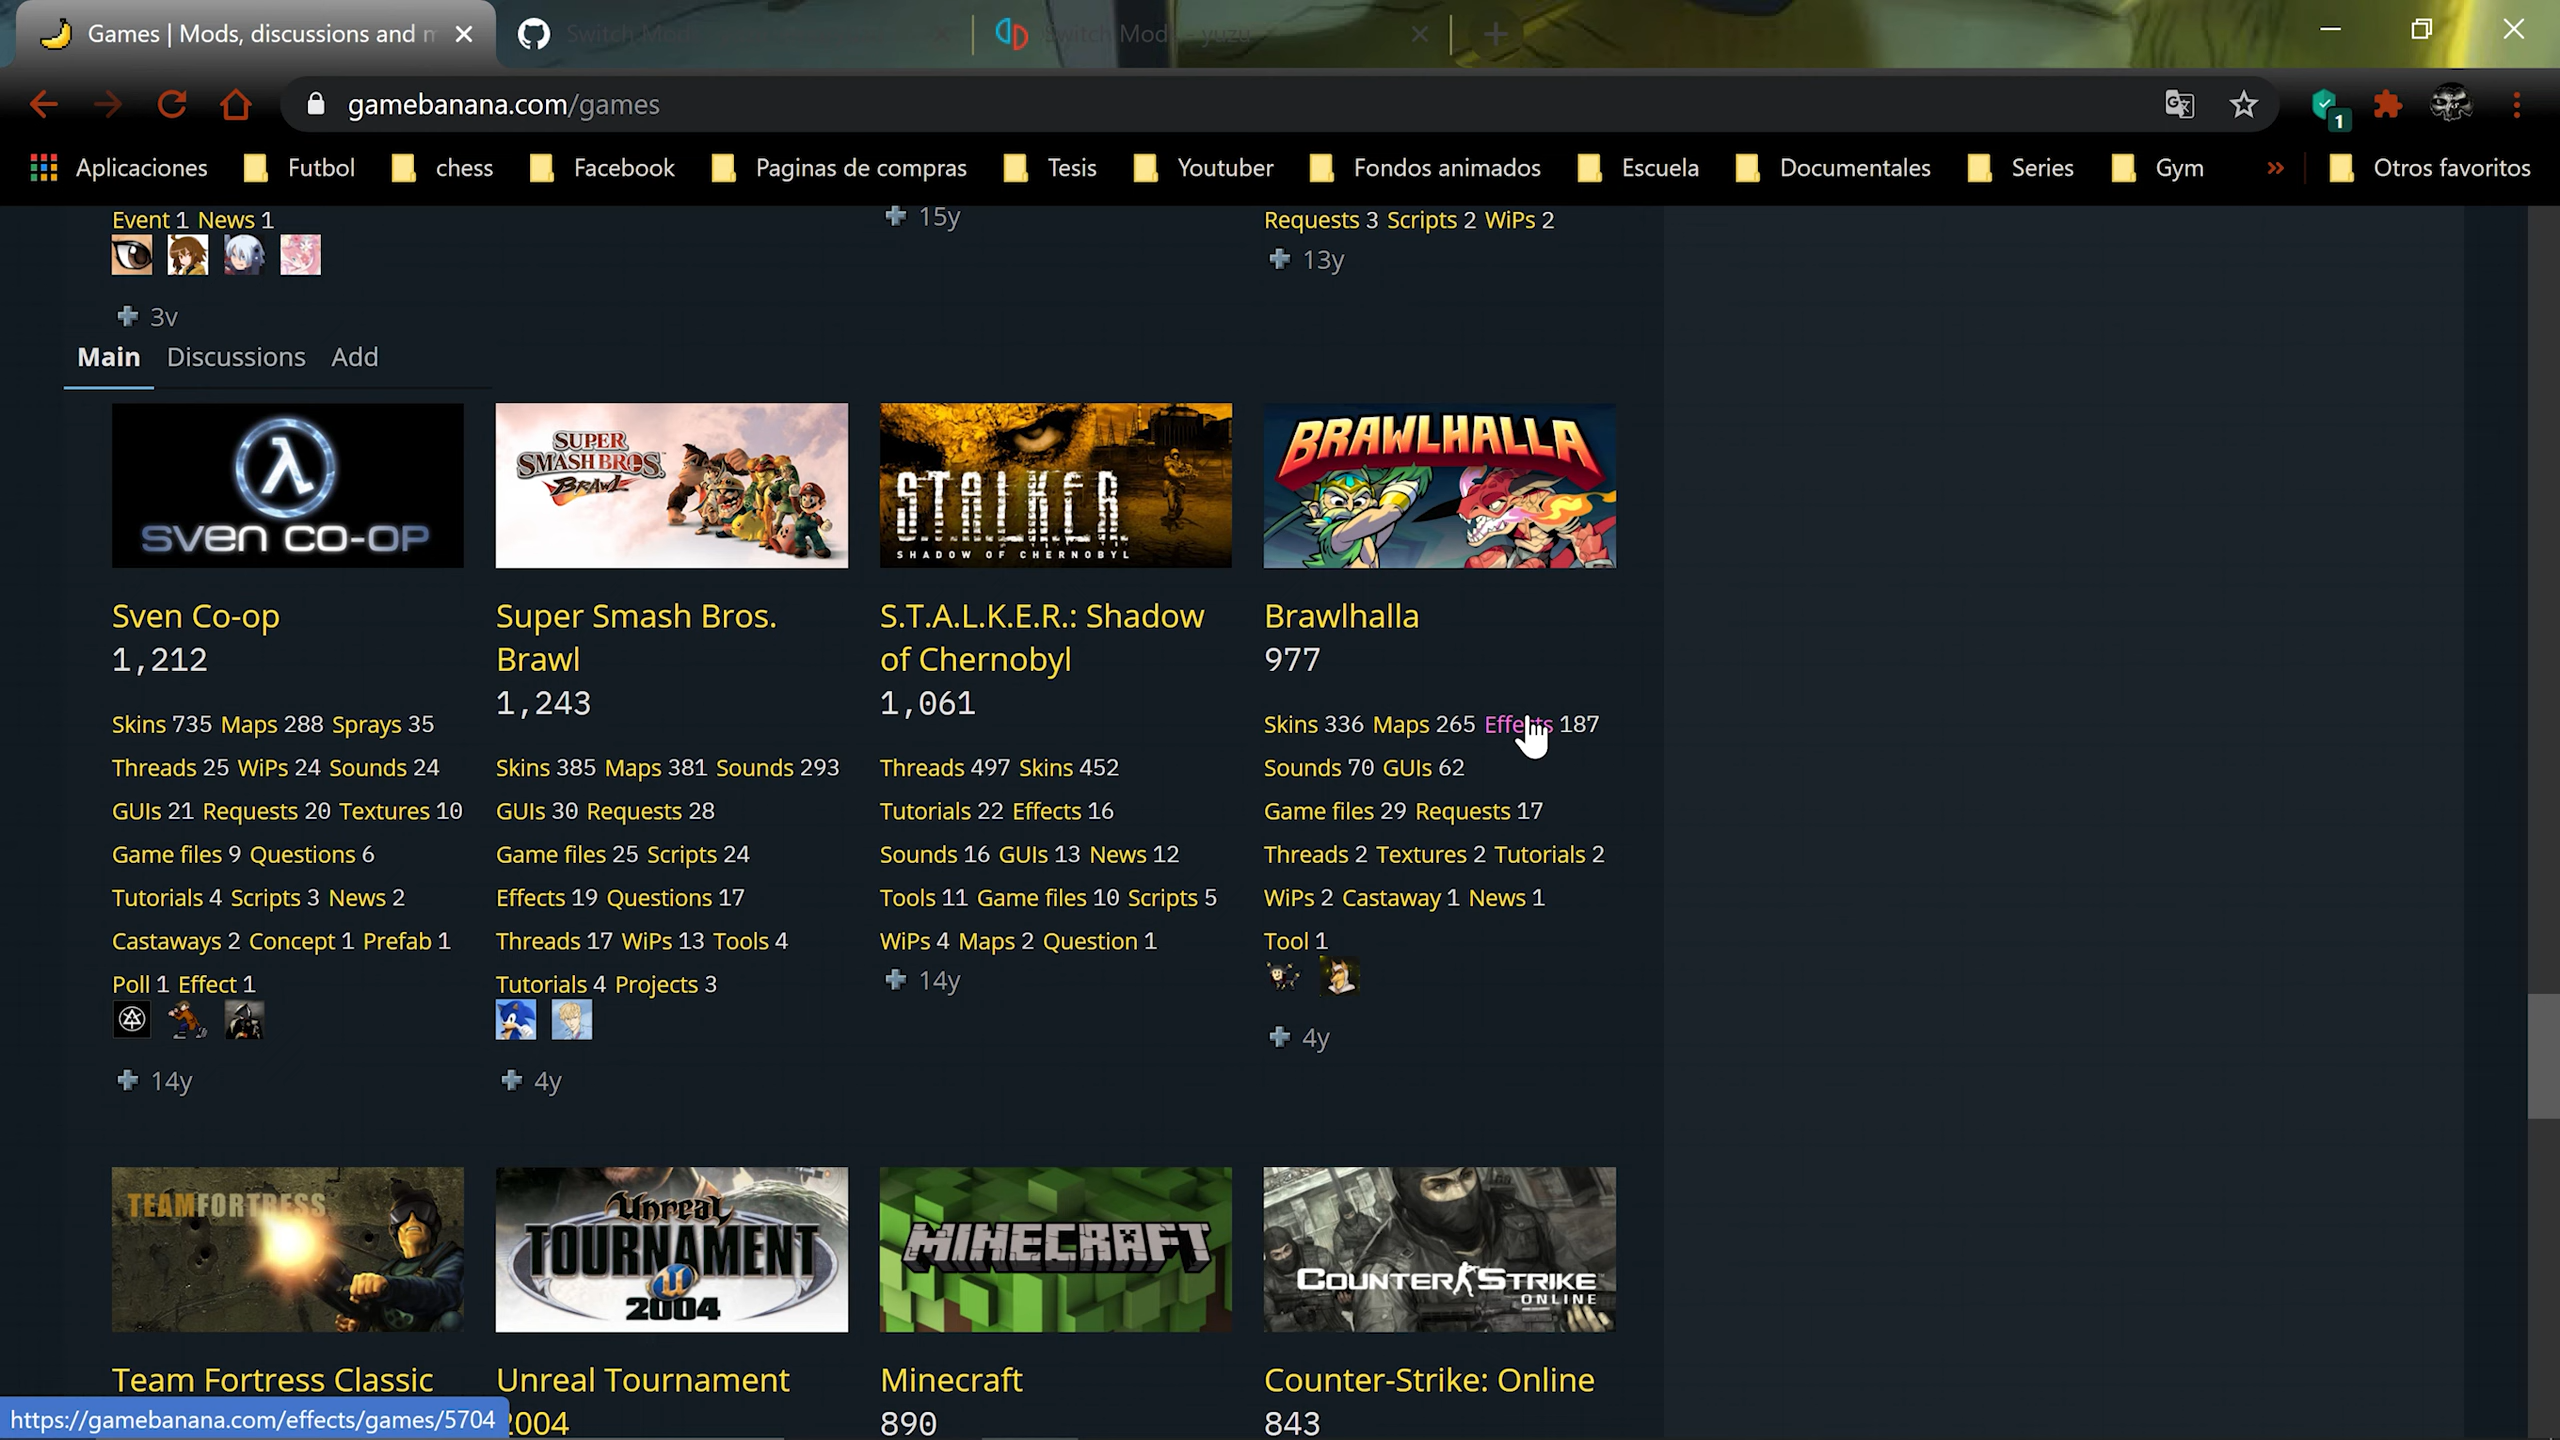 Games | Mods, discussions and m
Switch Mods
Switch Mods - yuzu
gamebanana.com/games
1
Aplicaciones Futbol chess Facebook Paginas de compras Tesis Youtuber Fondos animados Escuela Documentales Series Gym » Otros favoritos
Event 1 News 1
3y
15y
Requests 3 Scripts 2 WiPs 2
13y
Main Discussions Add
SVEN CO-OP
Sven Co-op
1,212
Skins 735 Maps 288 Sprays 35
Threads 25 WiPs 24 Sounds 24
GUIs 21 Requests 20 Textures 10
Game files 9 Questions 6
Tutorials 4 Scripts 3 News 2
Castaways 2 Concept 1 Prefab 1
Poll 1 Effect 1
14y
SUPER
SMASH BROS.
BRAWL
Super Smash Bros.
Brawl
1,243
Skins 385 Maps 381 Sounds 293
GUIs 30 Requests 28
Game files 25 Scripts 24
Effects 19 Questions 17
Threads 17 WiPs 13 Tools 4
Tutorials 4 Projects 3
4y
S.T.A.L.K.E.R.
SHADOW OF CHERNOBYL
S.T.A.L.K.E.R.: Shadow
of Chernobyl
1,061
Threads 497 Skins 452
Tutorials 22 Effects 16
Sounds 16 GUIs 13 News 12
Tools 11 Game files 10 Scripts 5
WiPs 4 Maps 2 Question 1
14y
BRAWLHALLA
Brawlhalla
977
Skins 336 Maps 265 Effects 187
Sounds 70 GUIs 62
Game files 29 Requests 17
Threads 2 Textures 2 Tutorials 2
WiPs 2 Castaway 1 News 1
Tool 1
4y
TEAMFORTRESS
Team Fortress Classic
Unreal
TOURNAMENT
2004
Unreal Tournament
2004
MINECRAFT
Minecraft
890
COUNTER STRIKE
ONLINE
Counter-Strike: Online
843
https://gamebanana.com/effects/games/5704